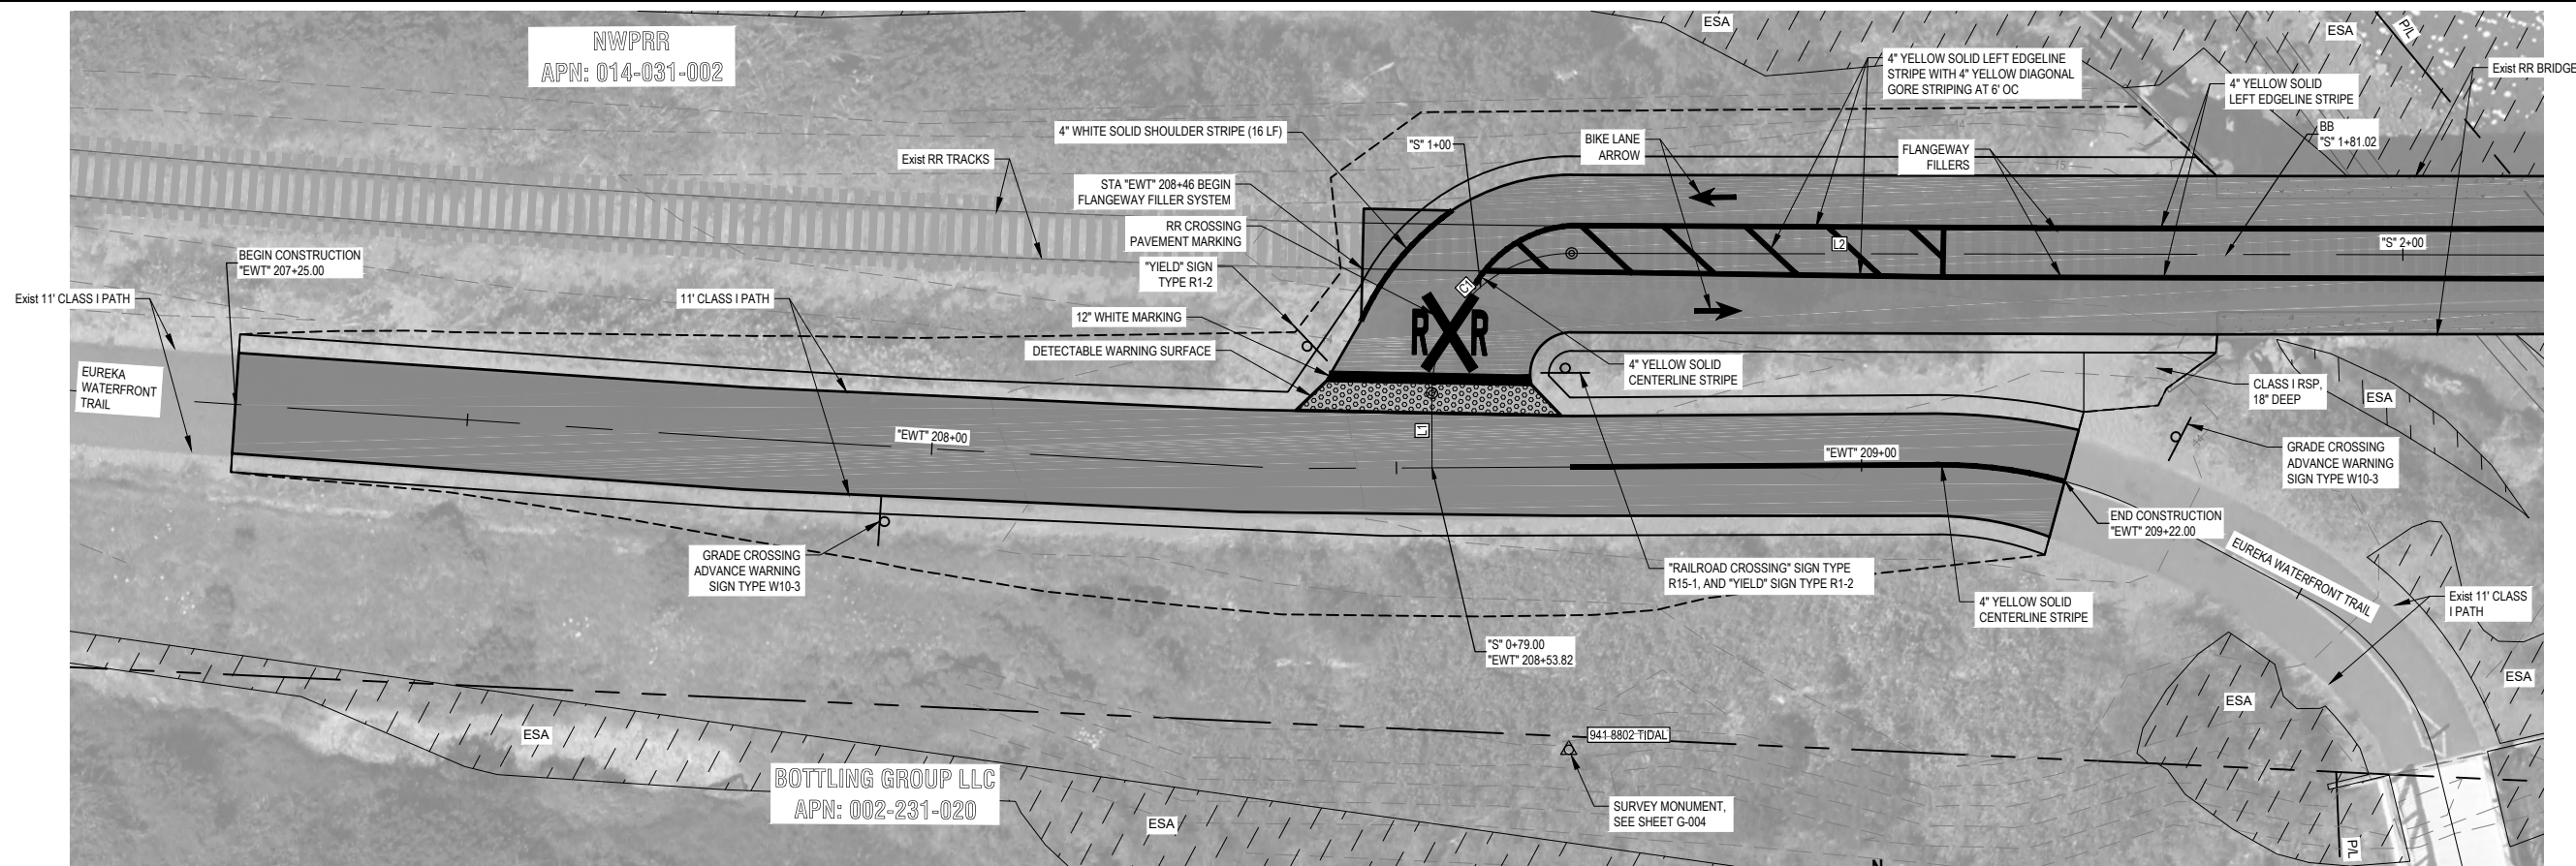 NWPRR
APN: 014-031-002
ESA
ESA
P/L
4" YELLOW SOLID LEFT EDGELINE
STRIPE WITH 4" YELLOW DIAGONAL
GORE STRIPING AT 6' OC
Exist RR BRIDGE
4" YELLOW SOLID
LEFT EDGELINE STRIPE
4" WHITE SOLID SHOULDER STRIPE (16 LF)
"S" 1+00
BIKE LANE
ARROW
FLANGEWAY
FILLERS
BB
"S" 1+81.02
Exist RR TRACKS
STA "EWT" 208+46 BEGIN
FLANGEWAY FILLER SYSTEM
RR CROSSING
PAVEMENT MARKING
L2
"S" 2+00
BEGIN CONSTRUCTION
"EWT" 207+25.00
"YIELD" SIGN
TYPE R1-2
C1
Exist 11' CLASS I PATH
11' CLASS I PATH
12" WHITE MARKING
R R
DETECTABLE WARNING SURFACE
EUREKA
WATERFRONT
TRAIL
4" YELLOW SOLID
CENTERLINE STRIPE
CLASS I RSP,
18" DEEP
ESA
"EWT" 208+00
L1
"EWT" 209+00
GRADE CROSSING
ADVANCE WARNING
SIGN TYPE W10-3
END CONSTRUCTION
"EWT" 209+22.00
GRADE CROSSING
ADVANCE WARNING
SIGN TYPE W10-3
"RAILROAD CROSSING" SIGN TYPE
R15-1, AND "YIELD" SIGN TYPE R1-2
EUREKA WATERFRONT TRAIL
4" YELLOW SOLID
CENTERLINE STRIPE
Exist 11' CLASS
I PATH
"S" 0+79.00
"EWT" 208+53.82
ESA
ESA
ESA
941 8802 TIDAL
BOTTLING GROUP LLC
APN: 002-231-020
SURVEY MONUMENT,
SEE SHEET G-004
ESA
P/L
N